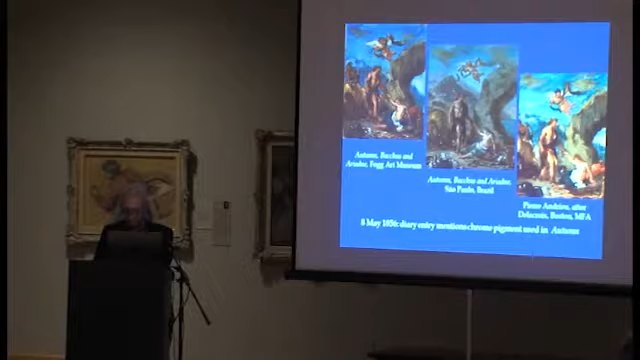 Autumn, Bacchus and
Ariadne, Fogg Art Museum
Autumn, Bacchus and Ariadne,
São Paulo, Brazil
Pierre Andrieu, after
Delacroix, Boston, MFA
8 May 1856: diary entry mentions chrome pigment used in Autumn